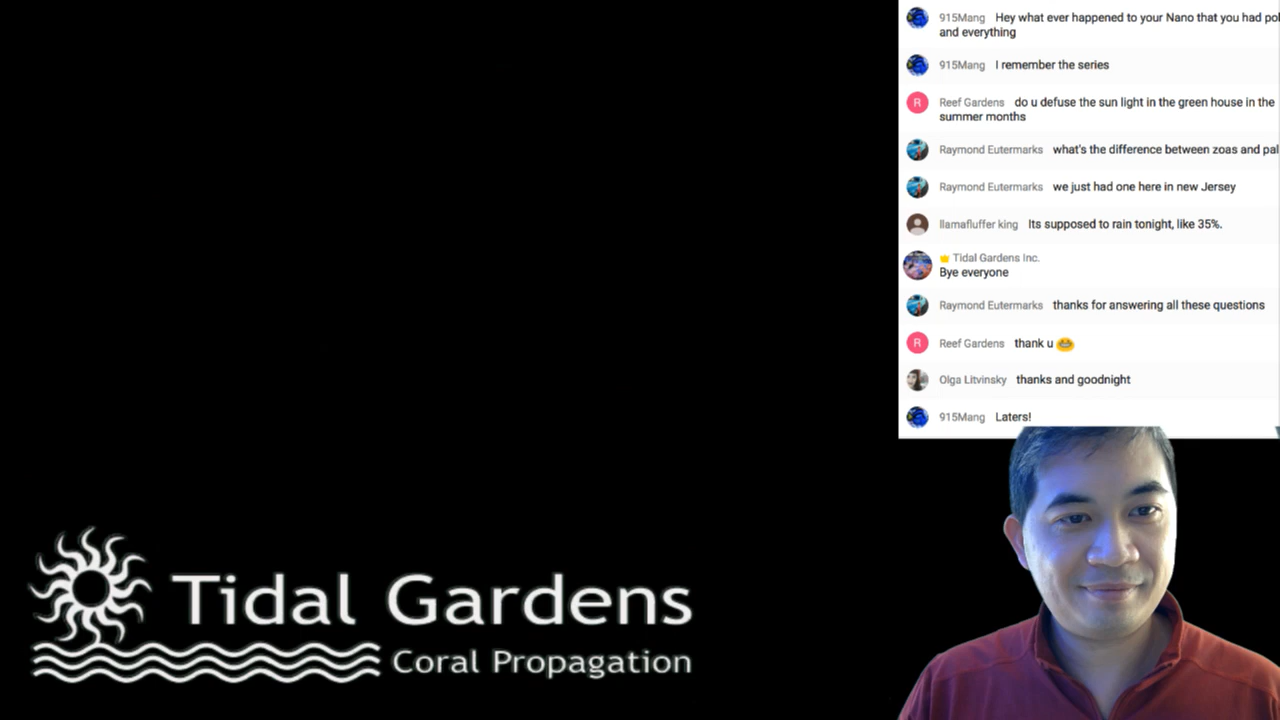 915Mang Hey what ever happened to your Nano that you had
and everything
915Mang I remember the series
R Reef Gardens do u defuse the sun light in the green house in the
summer months
Raymond Eutermarks what's the difference between zoas and
Raymond Eutermarks we just had one here in new Jersey
llamafluffer king Its supposed to rain tonight, like 35%.
Tidal Gardens Inc.
Bye everyone
Raymond Eutermarks thanks for answering all these questions
R Reef Gardens thank u
Olga Litvinsky thanks and goodnight
915Mang Laters!
Tidal Gardens
Coral Propagation